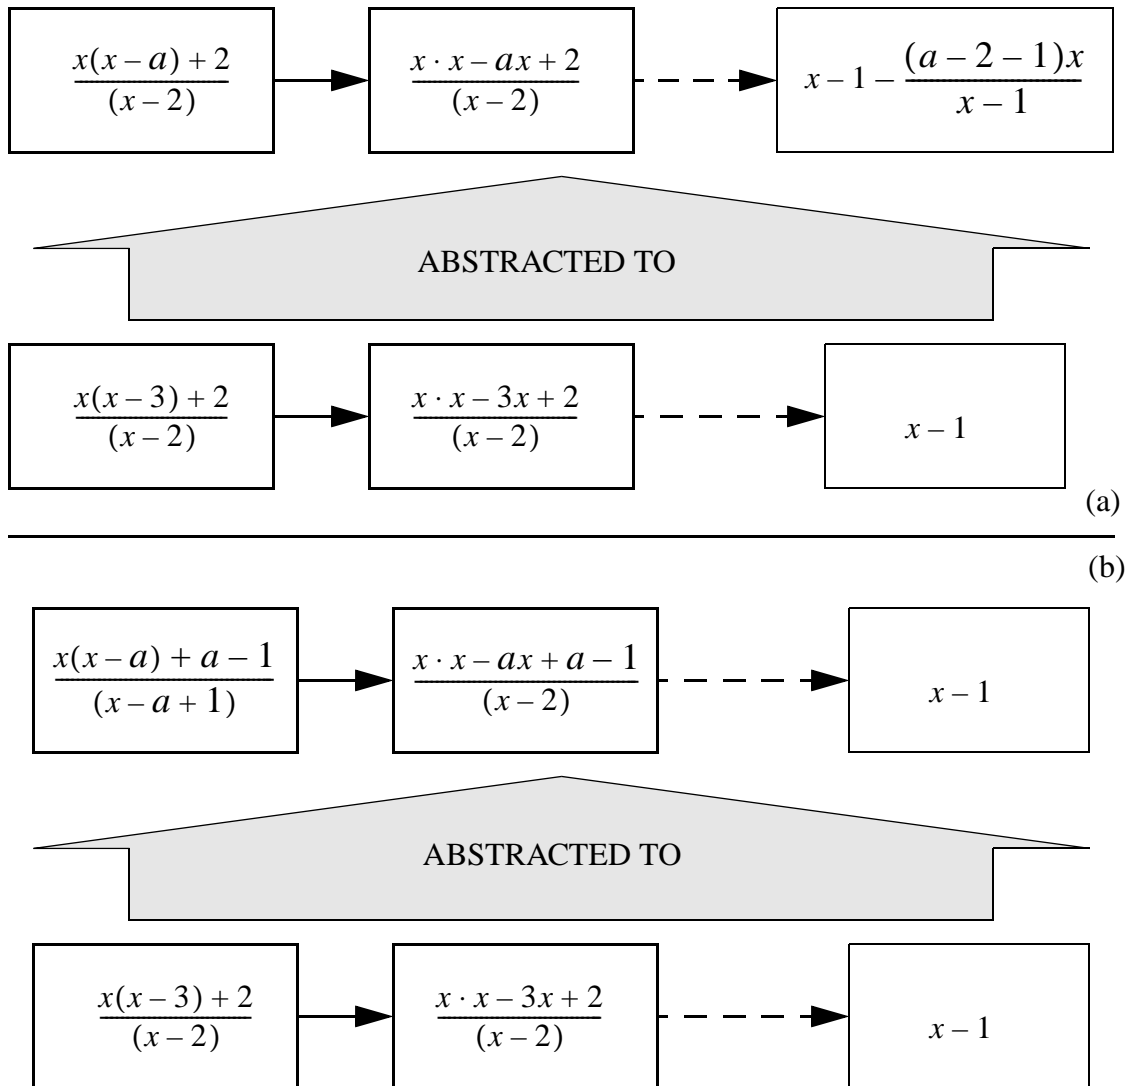 x(x – a) + 2
(x – 2)
x · x – ax + 2
(x – 2)
x – 1 – (a – 2 – 1)x
x – 1
ABSTRACTED TO
x(x – 3) + 2
(x – 2)
x · x – 3x + 2
(x – 2)
x – 1
(a)
(b)
x(x – a) + a – 1
(x – a + 1)
x · x – ax + a – 1
(x – 2)
x – 1
ABSTRACTED TO
x(x – 3) + 2
(x – 2)
x · x – 3x + 2
(x – 2)
x – 1